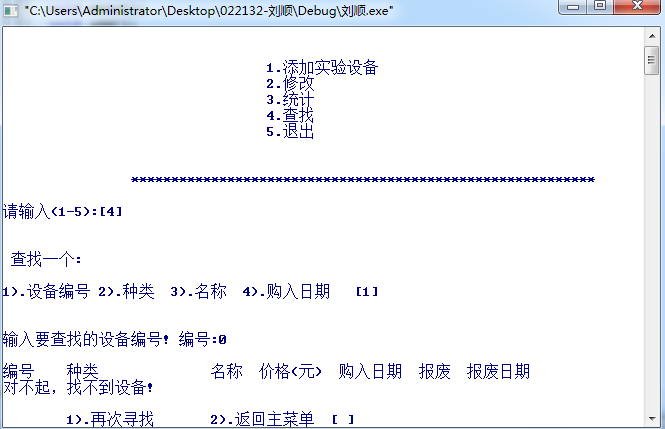 "C:\Users\Administrator\Desktop\022132-刘顺\Debug\刘顺.exe"
1.添加实验设备
2.修改
3.统计
4.查找
5.退出
**********************************************************
请输入(1-5):[4]
查找一个:
1).设备编号 2).种类 3).名称 4).购入日期 [1]
输入要查找的设备编号! 编号:0
编号 种类 名称 价格(元) 购入日期 报废 报废日期
对不起，找不到设备!
1).再次寻找 2).返回主菜单 [ ]